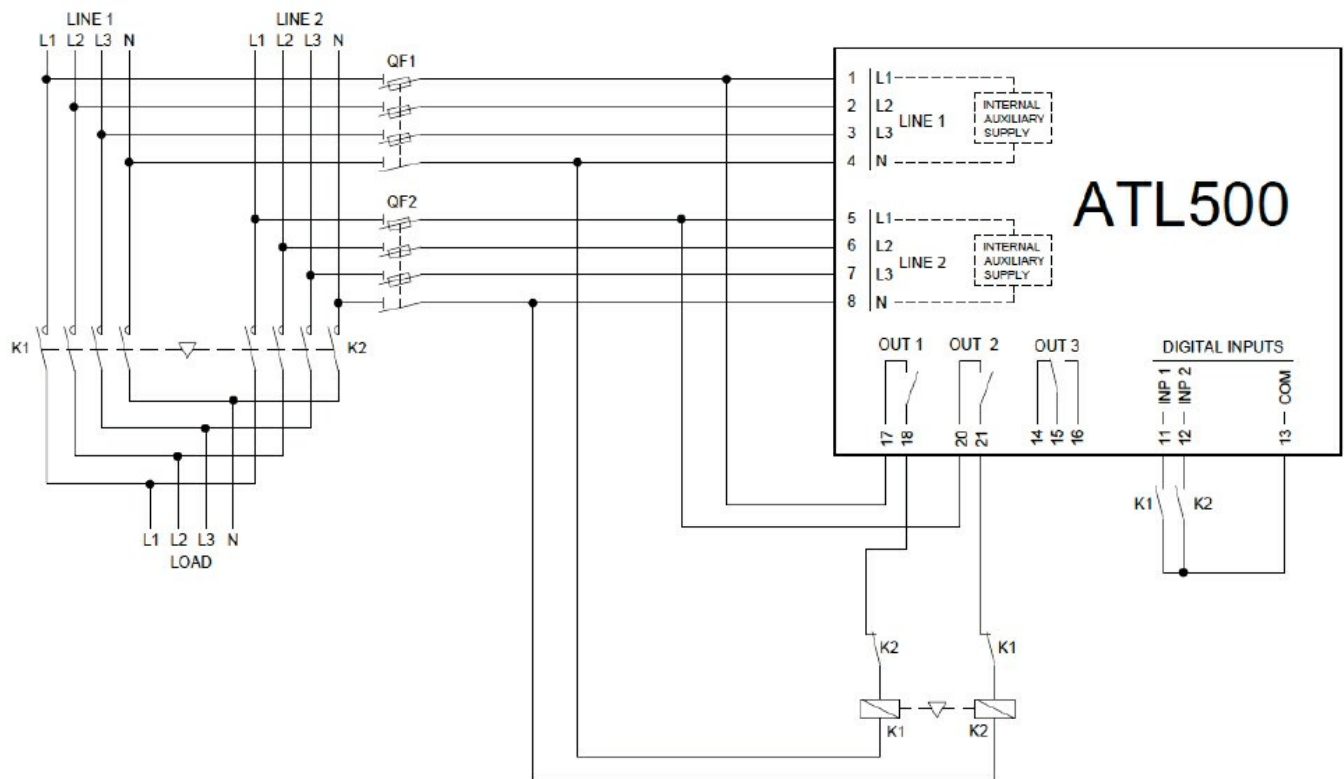 LINE 1
L1 L2 L3 N
LINE 2
L1 L2 L3 N
QF1
QF2
K1
K2
L1 L2 L3 N
LOAD
1 L1
2 L2
3 L3
4 N
LINE 1
INTERNAL
AUXILIARY
SUPPLY
ATL500
5 L1
6 L2
7 L3
8 N
LINE 2
INTERNAL
AUXILIARY
SUPPLY
OUT 1
OUT 2
OUT 3
DIGITAL INPUTS
INP 1
INP 2
COM
17 18
20 21
14 15 16
11 12
13
K1
K2
K2
K1
K1
K2